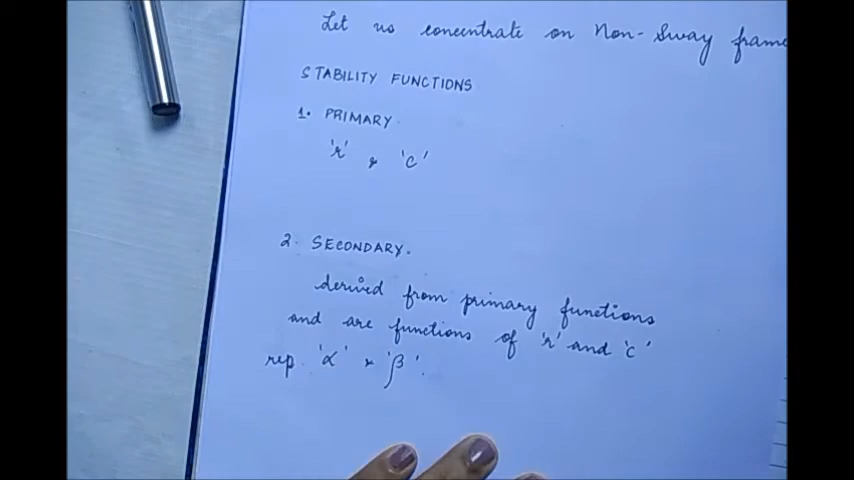 Let us concentrate on Non-Sway frame
STABILITY FUNCTIONS
1. PRIMARY.
'r' & 'c'
2. SECONDARY.
derived from primary functions
and are functions of 'r' and 'c'
rep. 'α' & 'β'.